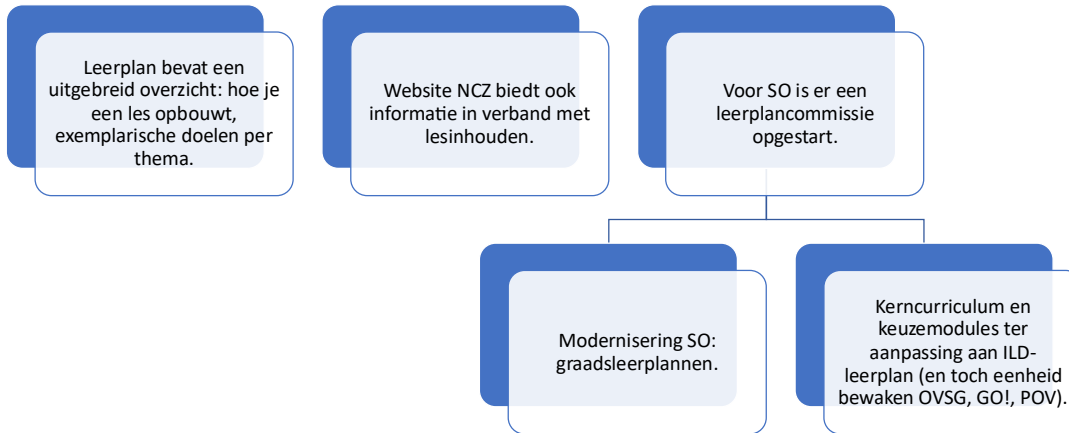 Leerplan bevat een
uitgebreid overzicht: hoe je
een les opbouwt,
exemplarische doelen per
thema.
Website NCZ biedt ook
informatie in verband met
lesinhouden.
Voor SO is er een
leerplancommissie
opgestart.
Modernisering SO:
graadsleerplannen.
Kerncurriculum en
keuzemodules ter
aanpassing aan ILD-
leerplan (en toch eenheid
bewaken OVSG, GO!, POV).